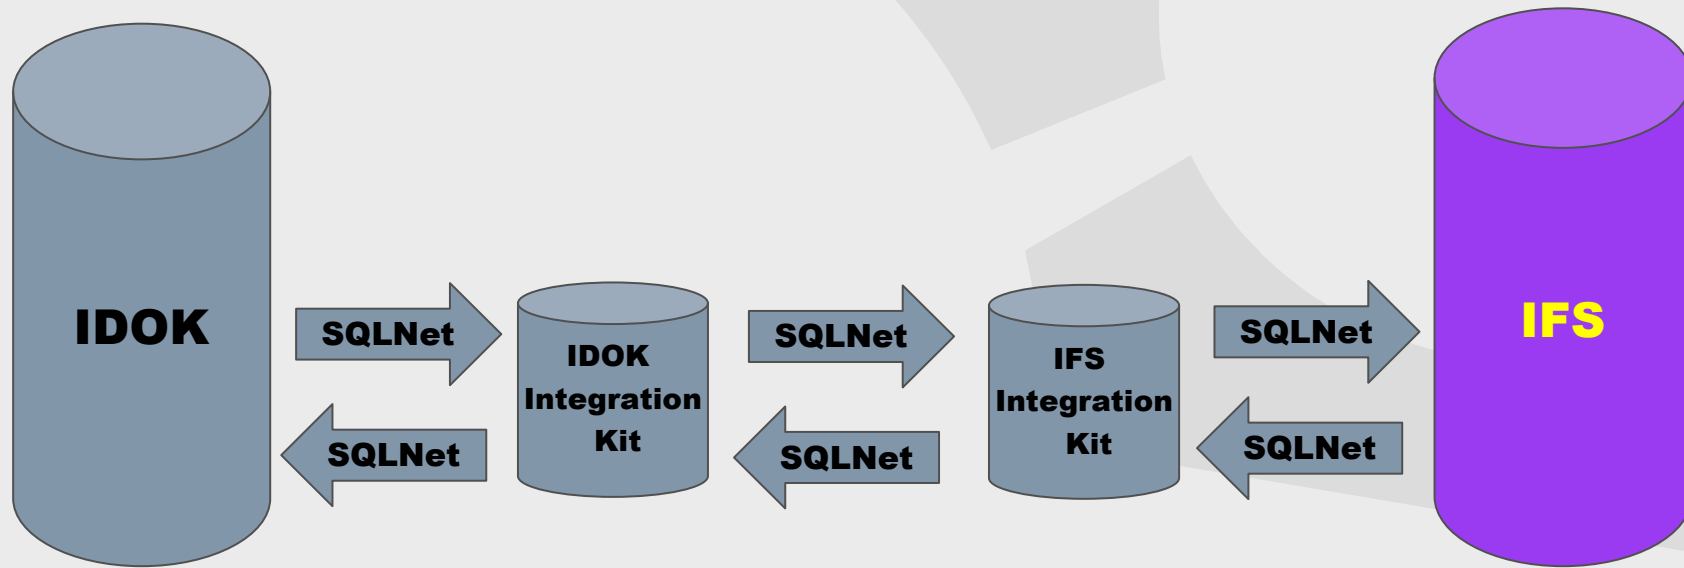 IDOK
SQLNet
SQLNet
IDOK
Integration
Kit
SQLNet
SQLNet
IFS
Integration
Kit
SQLNet
SQLNet
IFS